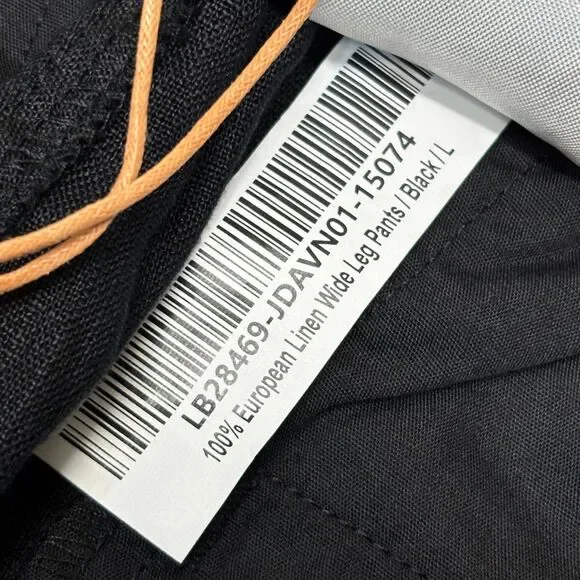 LB28469-JDAVN01-15074
100% European Linen Wide Leg Pants / Black / L